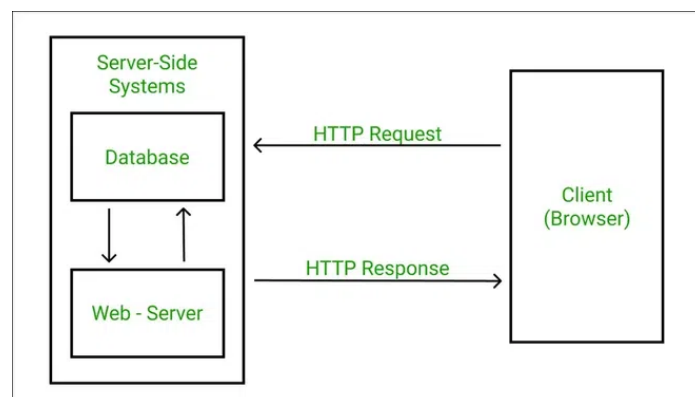 Server-Side
Systems
Database
Web - Server
HTTP Request
HTTP Response
Client
(Browser)